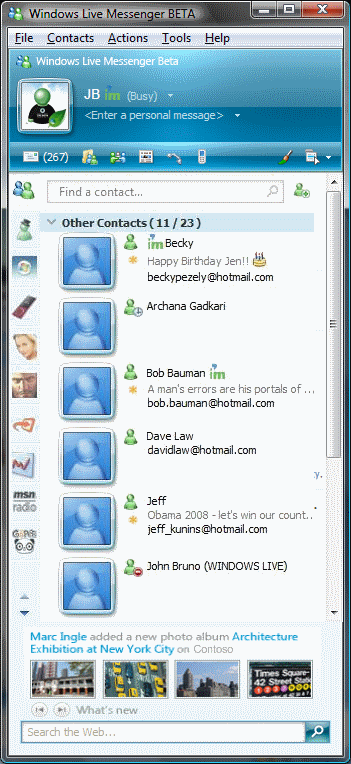 Windows Live Messenger BETA
File Contacts Actions Tools Help
Windows Live Messenger Beta
JB im (Busy)
<Enter a personal message>
(267)
Find a contact...
Other Contacts ( 11 / 23 )
im Becky
Happy Birthday Jen!!
beckypezely@hotmail.com
Archana Gadkari
Bob Bauman im
A man's errors are his portals of ...
bob.bauman@hotmail.com
Dave Law
davidlaw@hotmail.com
Jeff
Obama 2008 - let's win our count...
jeff_kunins@hotmail.com
msn
radio
John Bruno (WINDOWS LIVE)
Marc Ingle added a new photo album Architecture
Exhibition at New York City on Contoso
Times Square-
42 Street Station
What's new
Search the Web...